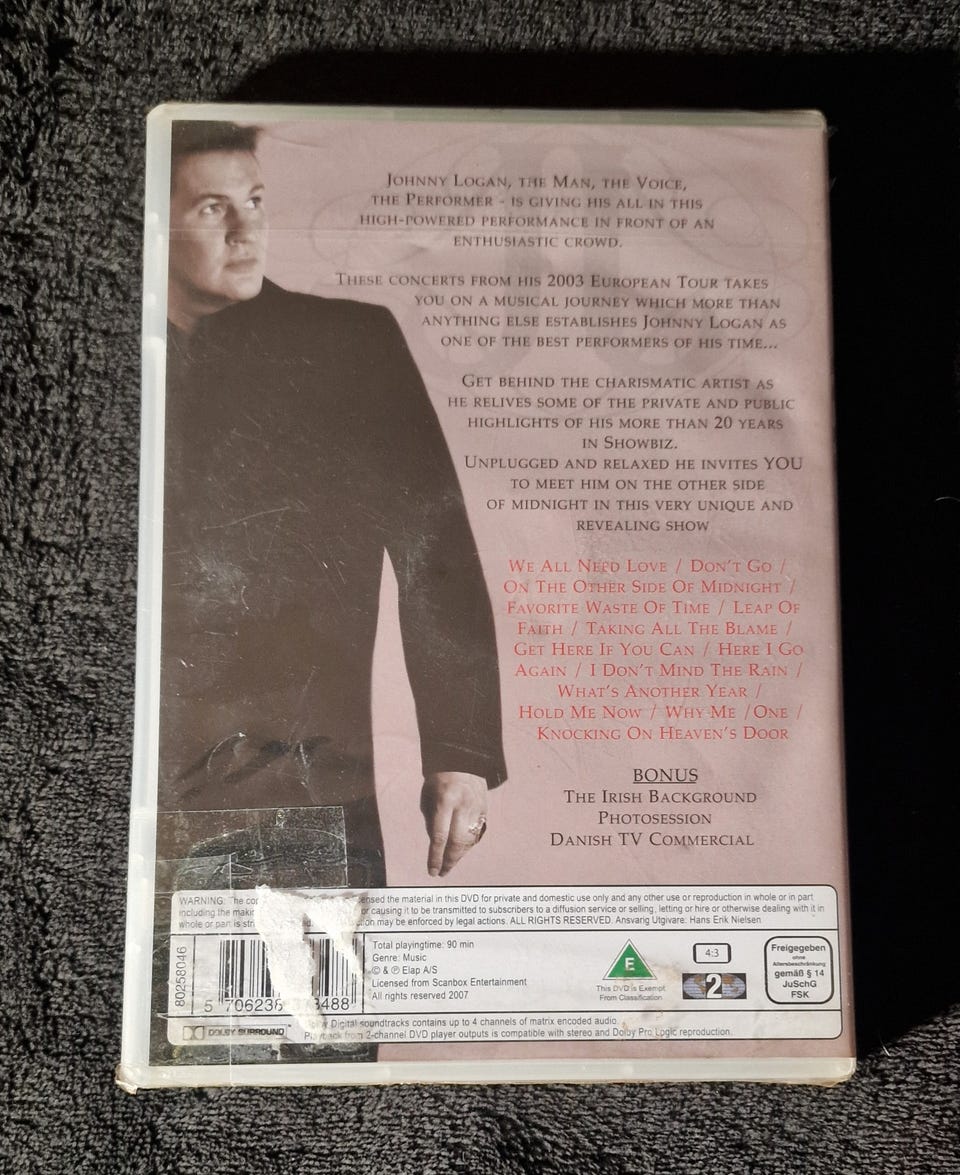 JOHNNY LOGAN, THE MAN, THE VOICE,
THE PERFORMER - IS GIVING HIS ALL IN THIS
HIGH-POWERED PERFORMANCE IN FRONT OF AN
ENTHUSIASTIC CROWD.
THESE CONCERTS FROM HIS 2003 EUROPEAN TOUR TAKES
YOU ON A MUSICAL JOURNEY WHICH MORE THAN
ANYTHING ELSE ESTABLISHES JOHNNY LOGAN AS
ONE OF THE BEST PERFORMERS OF HIS TIME...
GET BEHIND THE CHARISMATIC ARTIST AS
HE RELIVES SOME OF THE PRIVATE AND PUBLIC
HIGHLIGHTS OF HIS MORE THAN 20 YEARS
IN SHOWBIZ.
UNPLUGGED AND RELAXED HE INVITES YOU
TO MEET HIM ON THE OTHER SIDE
OF MIDNIGHT IN THIS VERY UNIQUE AND
REVEALING SHOW
WE ALL NEED LOVE / DON'T GO /
ON THE OTHER SIDE OF MIDNIGHT /
FAVORITE WASTE OF TIME / LEAP OF
FAITH / TAKING ALL THE BLAME /
GET HERE IF YOU CAN / HERE I GO
AGAIN / I DON'T MIND THE RAIN /
WHAT'S ANOTHER YEAR /
HOLD ME NOW / WHY ME /ONE /
KNOCKING ON HEAVEN'S DOOR
BONUS
THE IRISH BACKGROUND
PHOTOSESSION
DANISH TV COMMERCIAL
WARNING: The the material in this DVD for private and domestic use only and any other use or reproduction in whole or in part
including the or causing it to be transmitted to subscribers to a diffusion service or selling, letting or hire or otherwise dealing with it in
whole or part is may be enforced by legal actions. ALL RIGHTS RESERVED. Ansvarig Utgivare: Hans Erik Nielsen
80258046
5 706238
3488
Total playingtime: 90 min
Genre: Music
© & ℗ Elap A/S
Licensed from Scanbox Entertainment
All rights reserved 2007
E
This DVD is Exempt
From Classification
4:3
2
Freigegeben
ohne
Altersbeschränkung
gemäß § 14
JuSchG
FSK
DOLBY SURROUND
Digital soundtracks contains up to 4 channels of matrix encoded audio.
Playback from 2-channel DVD player outputs is compatible with stereo and Dolby Pro Logic reproduction.